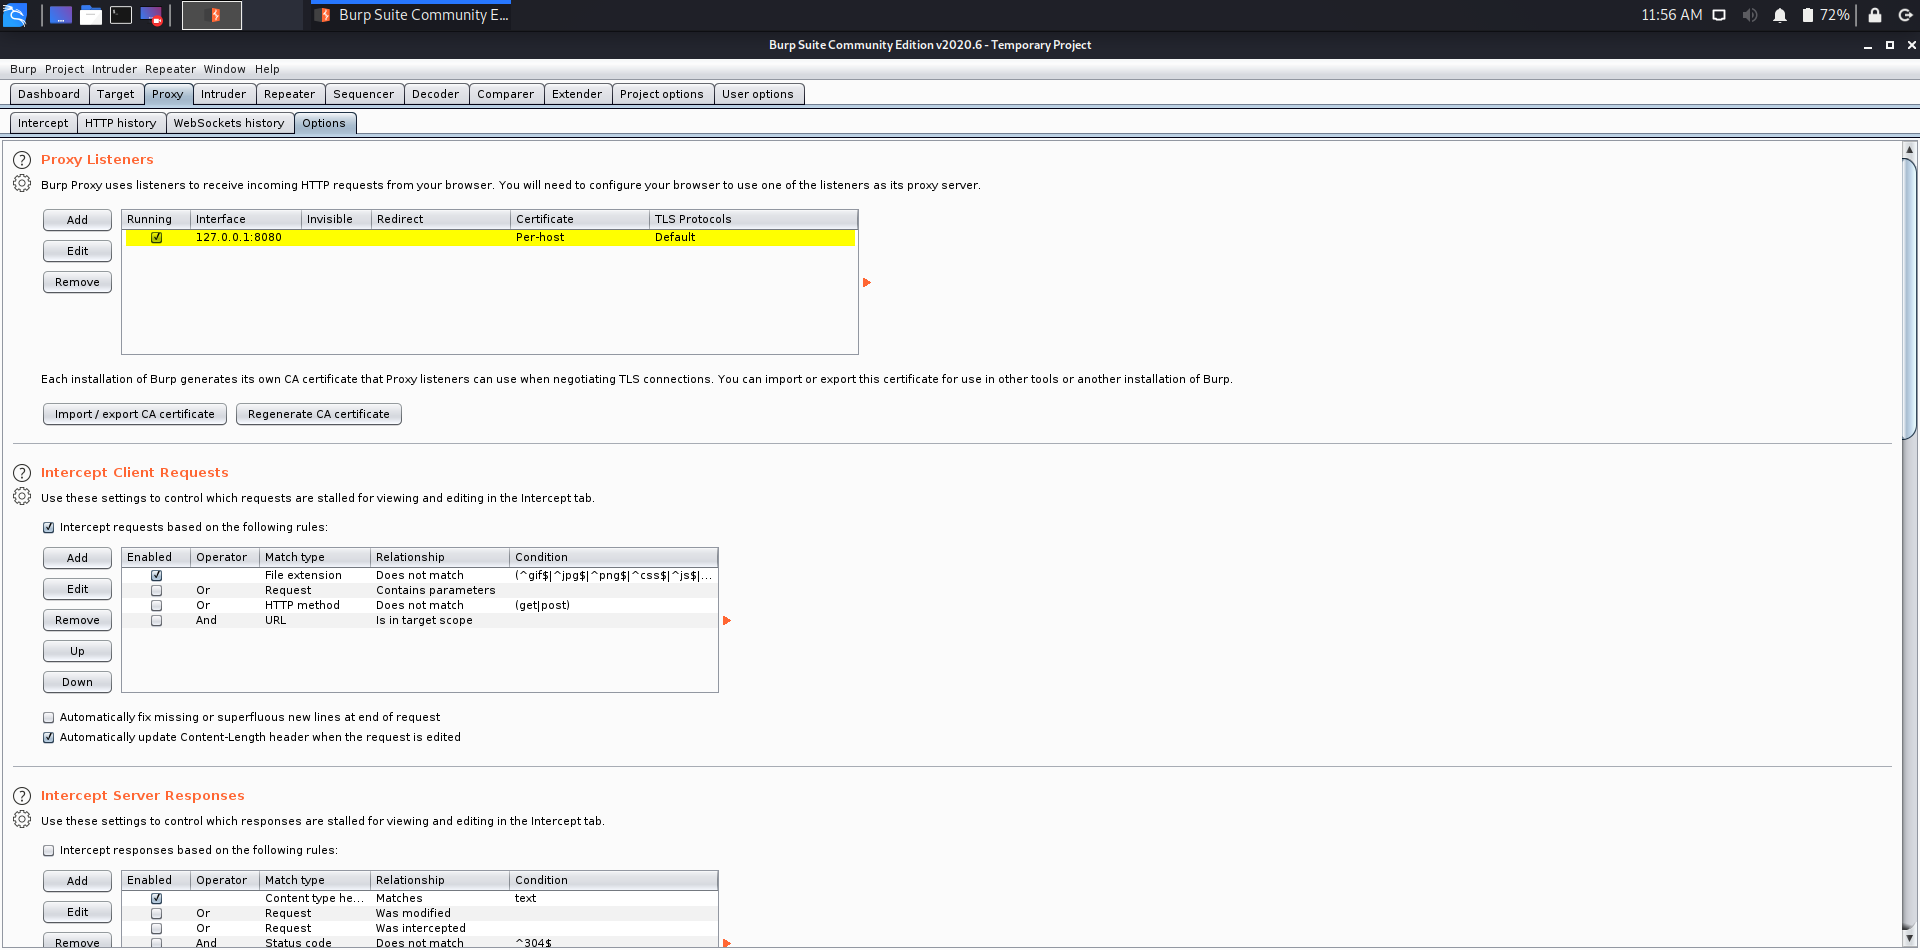 Burp Suite Community E...
11:56 AM
72%
Burp Suite Community Edition v2020.6 - Temporary Project
Burp Project Intruder Repeater Window Help
Dashboard Target Proxy Intruder Repeater Sequencer Decoder Comparer Extender Project options User options
Intercept HTTP history WebSockets history Options
? Proxy Listeners
Burp Proxy uses listeners to receive incoming HTTP requests from your browser. You will need to configure your browser to use one of the listeners as its proxy server.
Add
Edit
Remove
Running Interface Invisible Redirect Certificate TLS Protocols
127.0.0.1:8080 Per-host Default
Each installation of Burp generates its own CA certificate that Proxy listeners can use when negotiating TLS connections. You can import or export this certificate for use in other tools or another installation of Burp.
Import / export CA certificate Regenerate CA certificate
? Intercept Client Requests
Use these settings to control which requests are stalled for viewing and editing in the Intercept tab.
Intercept requests based on the following rules:
Add
Edit
Remove
Up
Down
Enabled Operator Match type Relationship Condition
File extension Does not match (^gif$|^jpg$|^png$|^css$|^js$|...
Or Request Contains parameters
Or HTTP method Does not match (get|post)
And URL Is in target scope
Automatically fix missing or superfluous new lines at end of request
Automatically update Content-Length header when the request is edited
? Intercept Server Responses
Use these settings to control which responses are stalled for viewing and editing in the Intercept tab.
Intercept responses based on the following rules:
Add
Edit
Remove
Enabled Operator Match type Relationship Condition
Content type he... Matches text
Or Request Was modified
Or Request Was intercepted
And Status code Does not match ^304$